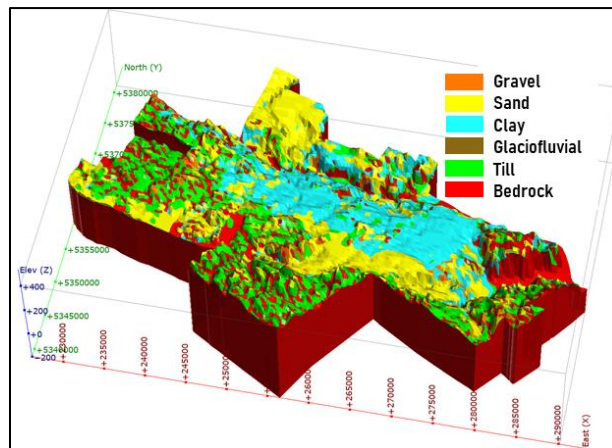 Gravel
Sand
Clay
Glaciofluvial
Till
Bedrock
North (Y)
+5380000
+5355000
+5350000
+5345000
Elev (Z)
+400
+200
+0
-200
+235000
+240000
+245000
+260000
+265000
+270000
+275000
+280000
+285000
+290000
East (X)